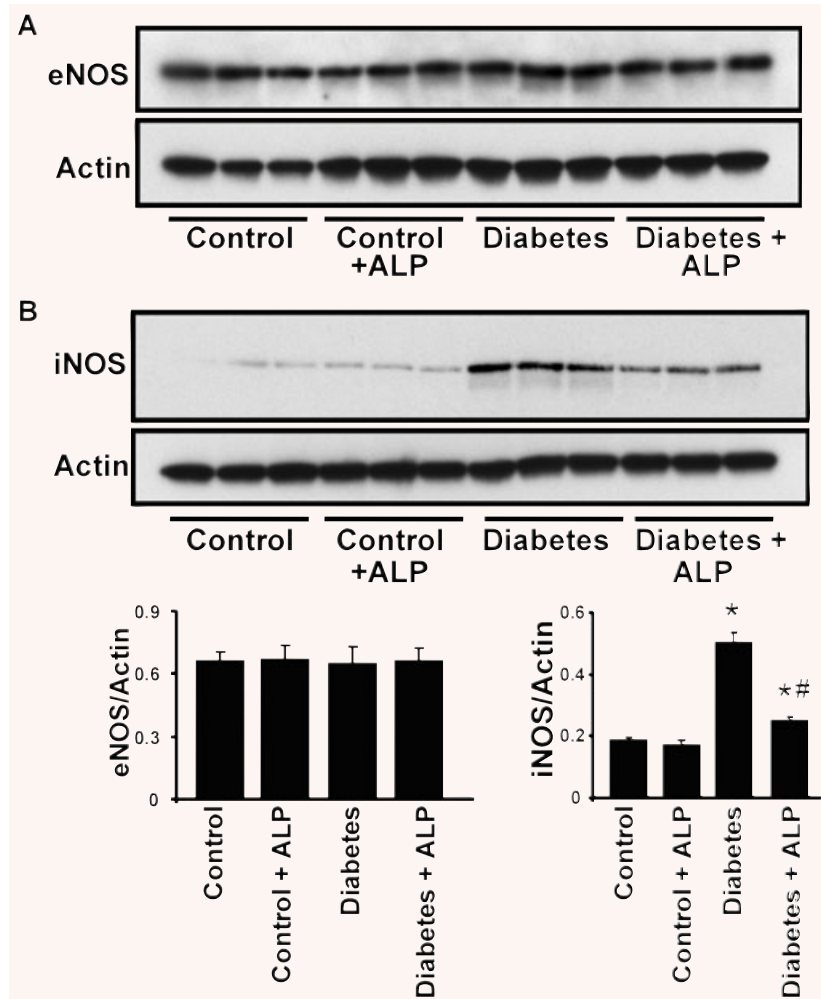 A
eNOS
Actin
Control
Control
+ALP
Diabetes
Diabetes +
ALP
B
iNOS
Actin
Control
Control
+ALP
Diabetes
Diabetes +
ALP
eNOS/Actin
0.9
0.6
0.3
0
Control
Control + ALP
Diabetes
Diabetes + ALP
iNOS/Actin
0.6
0.4
0.2
0
*
*#
Control
Control + ALP
Diabetes
Diabetes + ALP